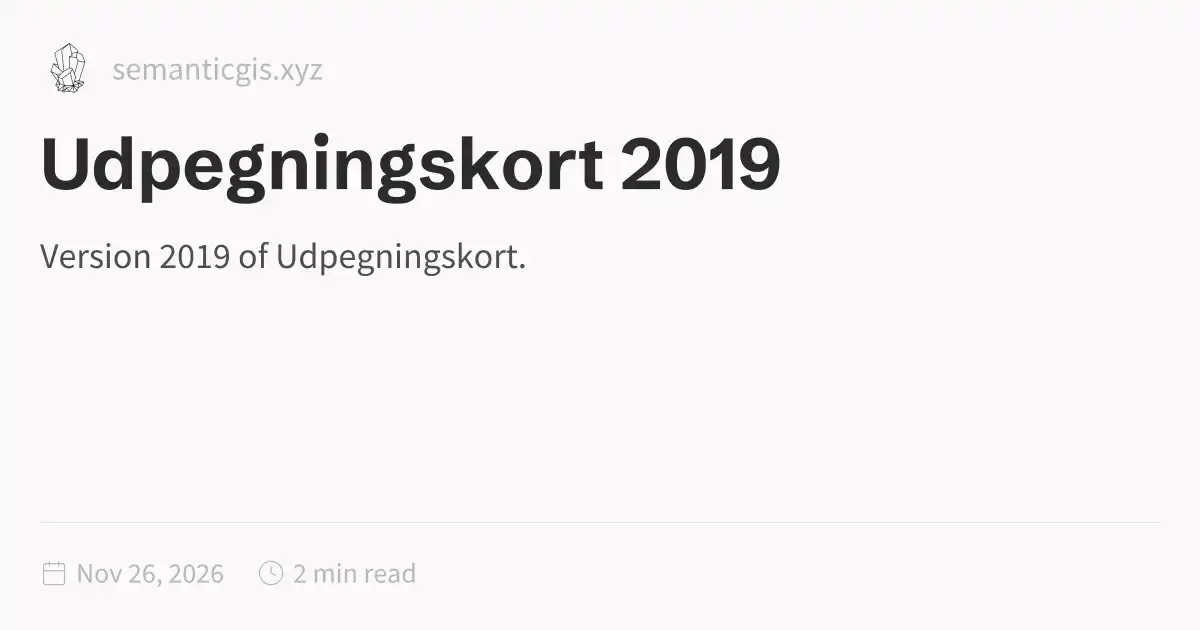 semanticgis.xyz
Udpegningskort 2019
Version 2019 of Udpegningskort.
Nov 26, 2026 2 min read